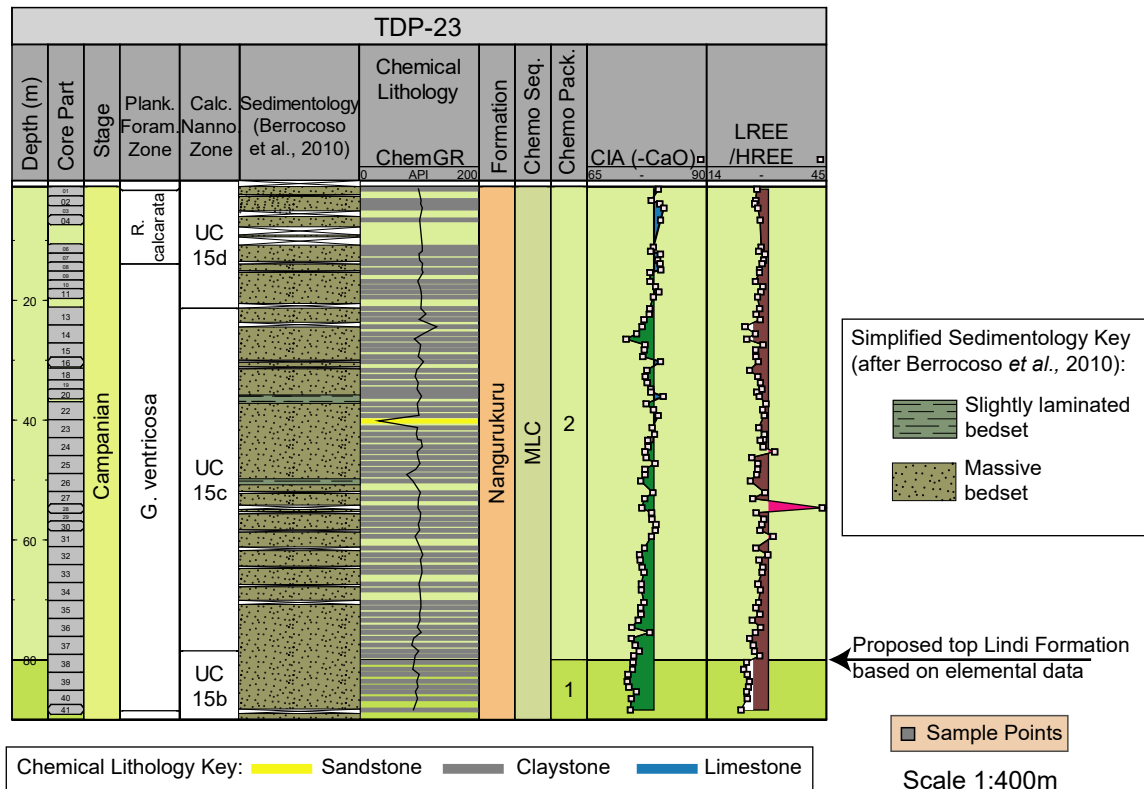 TDP-23
Depth (m)
Core Part
Stage
Plank.
Foram.
Zone
Calc.
Nanno.
Zone
Sedimentology
(Berrocoso
et al., 2010)
Chemical
Lithology
ChemGR
0 API 200
Formation
Chemo Seq.
Chemo Pack.
CIA (-CaO)
65 - 90
LREE
/HREE
14 - 45
20
40
60
01
02
03
04
06
07
08
09
10
11
13
14
15
16
18
19
20
22
23
24
25
26
27
28
29
30
31
32
33
34
35
36
37
38
39
40
41
Campanian
R.
calcarata
G. ventricosa
UC
15d
UC
15c
UC
15b
Nangurukuru
MLC
2
1
Simplified Sedimentology Key
(after Berrocoso et al., 2010):
Slightly laminated
bedset
Massive
bedset
Proposed top Lindi Formation
based on elemental data
Sample Points
Scale 1:400m
Chemical Lithology Key: Sandstone Claystone Limestone